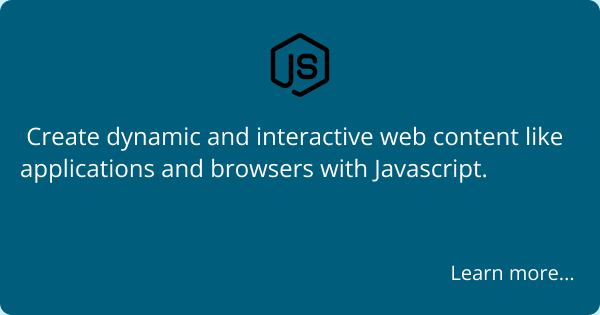 JS
Create dynamic and interactive web content like
applications and browsers with Javascript.
Learn more...